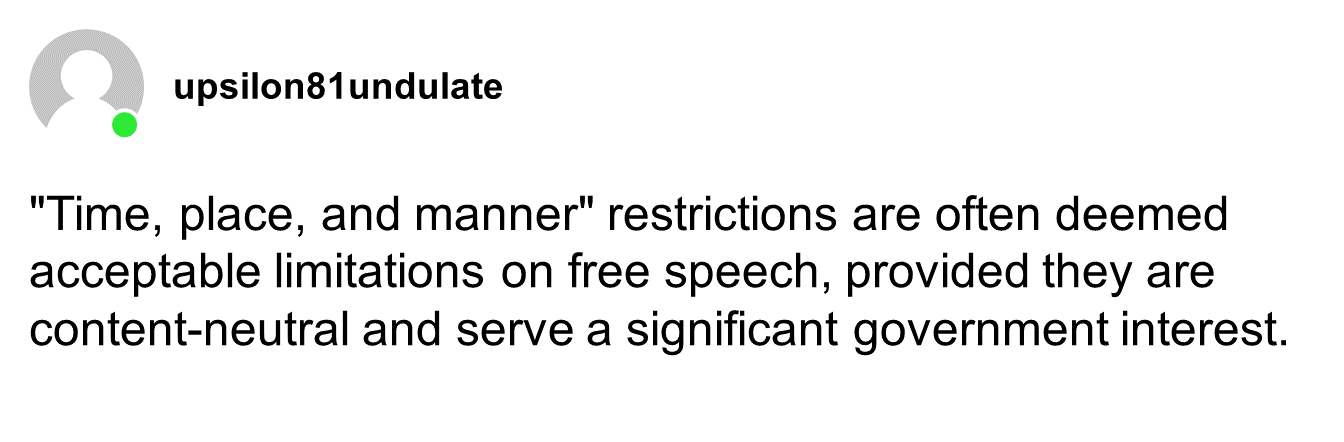 upsilon81undulate
"Time, place, and manner" restrictions are often deemed
acceptable limitations on free speech, provided they are
content-neutral and serve a significant government interest.